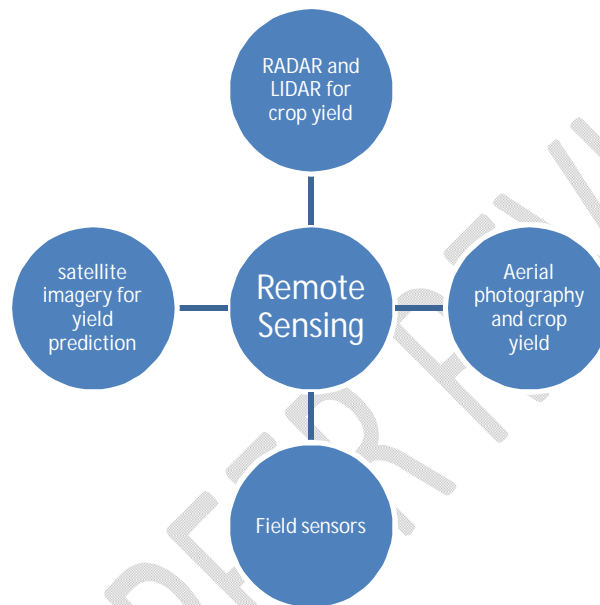 RADAR and
LIDAR for
crop yield
satellite
imagery for
yield
prediction
Remote
Sensing
Aerial
photography
and crop
yield
Field sensors